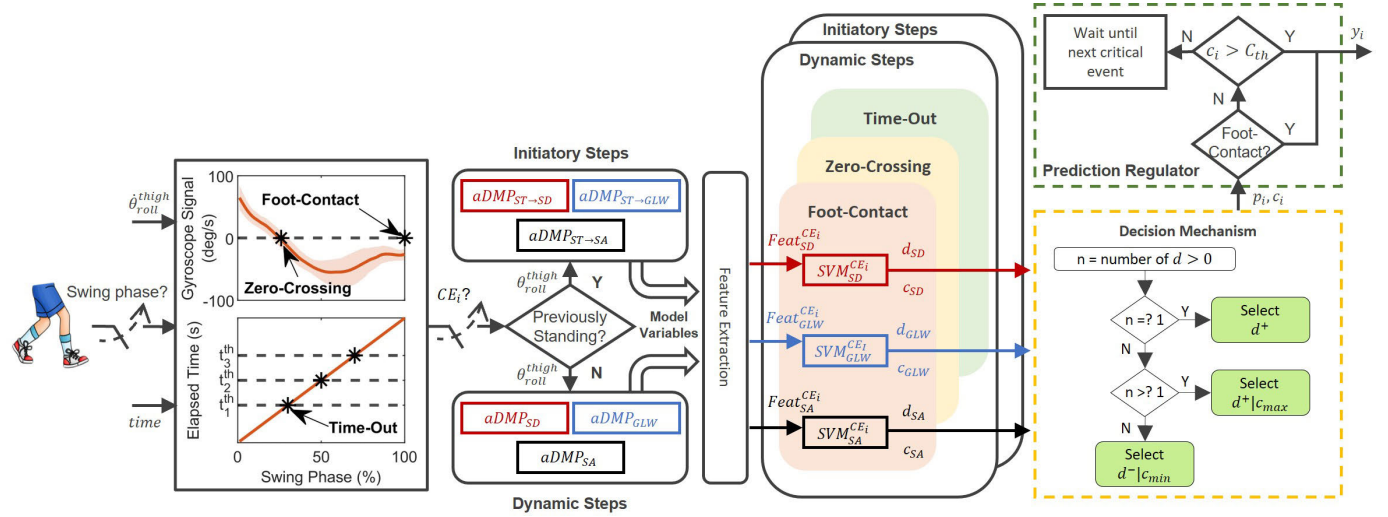 Swing phase?
θ̇_roll^thigh
time
Gyroscope Signal
(deg/s)
100
0
-100
Foot-Contact
Zero-Crossing
Elapsed Time (s)
t_3^th
t_2^th
t_1^th
Time-Out
0
50
100
Swing Phase (%)
CE_i?
Initiatory Steps
aDMP_ST→SD
aDMP_ST→GLW
aDMP_ST→SA
θ_roll^thigh
Y
Previously
Standing?
Model
Variables
θ_roll^thigh
N
aDMP_SD
aDMP_GLW
aDMP_SA
Dynamic Steps
Feature Extraction
Initiatory Steps
Dynamic Steps
Time-Out
Zero-Crossing
Foot-Contact
Feat_SD^CE_i
SVM_SD^CE_i
d_SD
c_SD
Feat_GLW^CE_i
SVM_GLW^CE_I
d_GLW
c_GLW
Feat_SA^CE_i
SVM_SA^CE_i
d_SA
c_SA
Wait until
next critical
event
N
c_i > C_th
Y
y_i
N
Foot-
Contact?
Y
Prediction Regulator
p_i, c_i
Decision Mechanism
n = number of d > 0
n =? 1
Y
Select
d⁺
N
n >? 1
Y
Select
d⁺|c_max
N
Select
d⁻|c_min